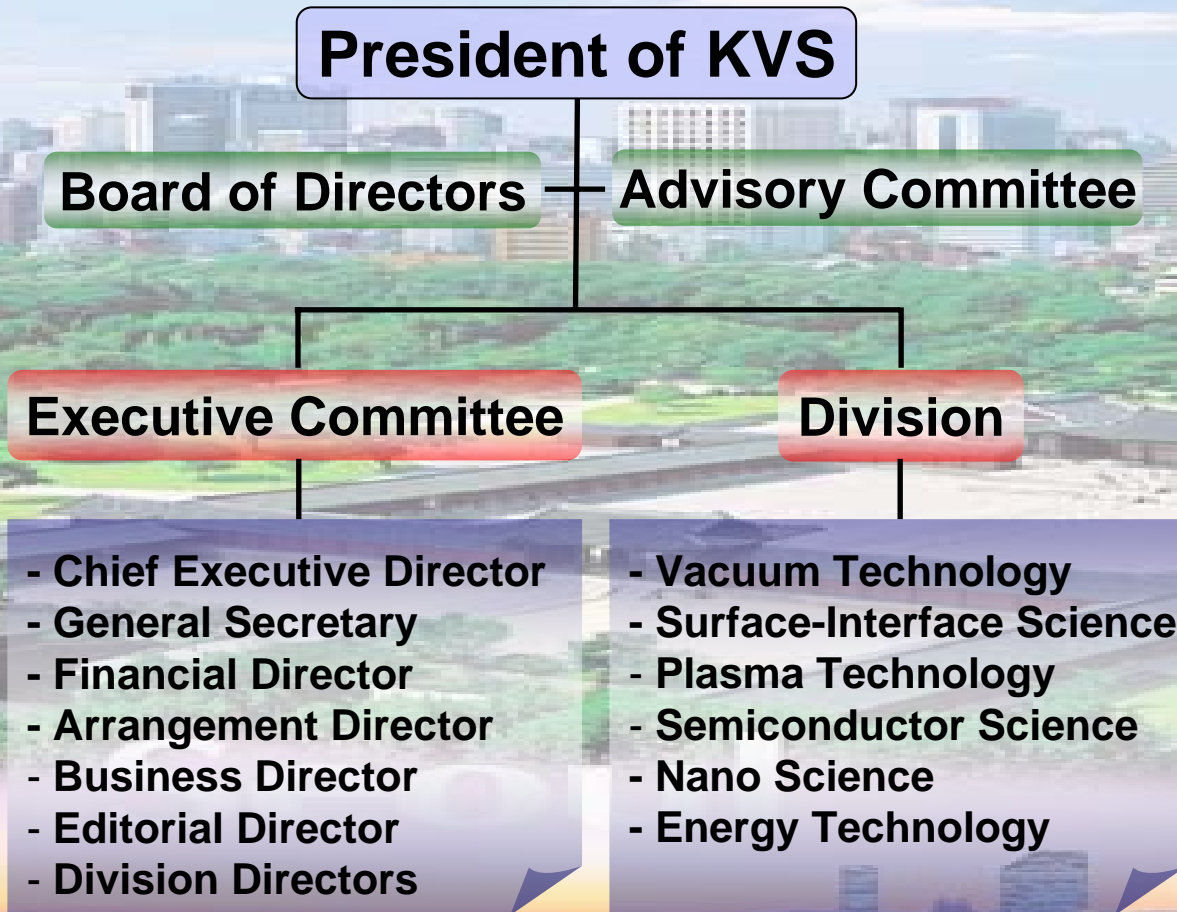 President of KVS
Board of Directors
Advisory Committee
Executive Committee
Division
- Chief Executive Director
- General Secretary
- Financial Director
- Arrangement Director
- Business Director
- Editorial Director
- Division Directors
- Vacuum Technology
- Surface-Interface Science
- Plasma Technology
- Semiconductor Science
- Nano Science
- Energy Technology